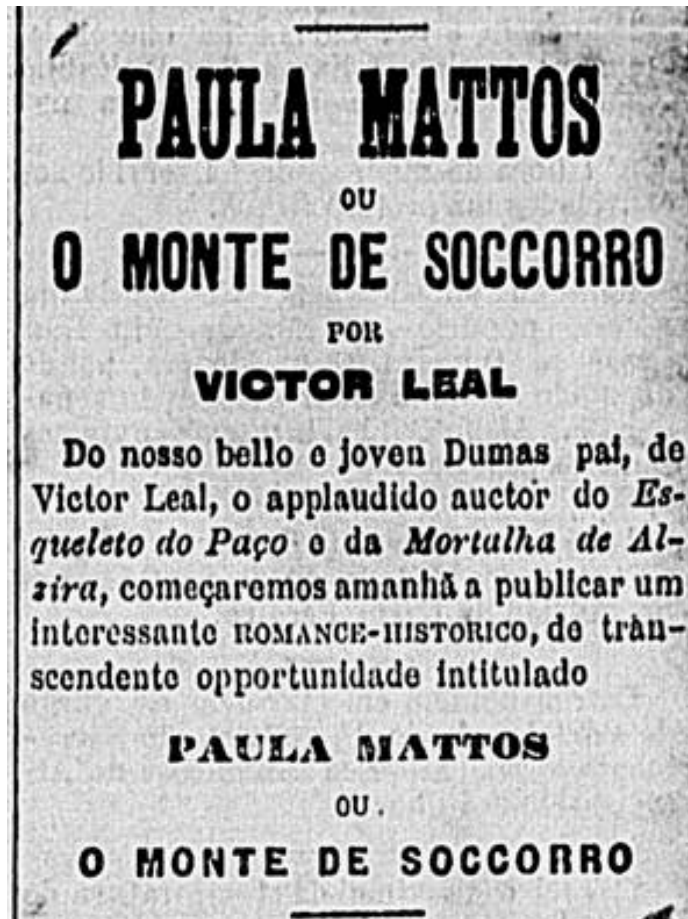 PAULA MATTOS
OU
O MONTE DE SOCCORRO
POR
VICTOR LEAL
Do nosso bello e joven Dumas pai, de
Victor Leal, o applaudido auctor do Es-
queleto do Paço e da Mortalha de Al-
zira, começaremos amanhã a publicar um
interessante ROMANCE-HISTORICO, de tran-
scendente opportunidade intitulado
PAULA MATTOS
OU.
O MONTE DE SOCCORRO